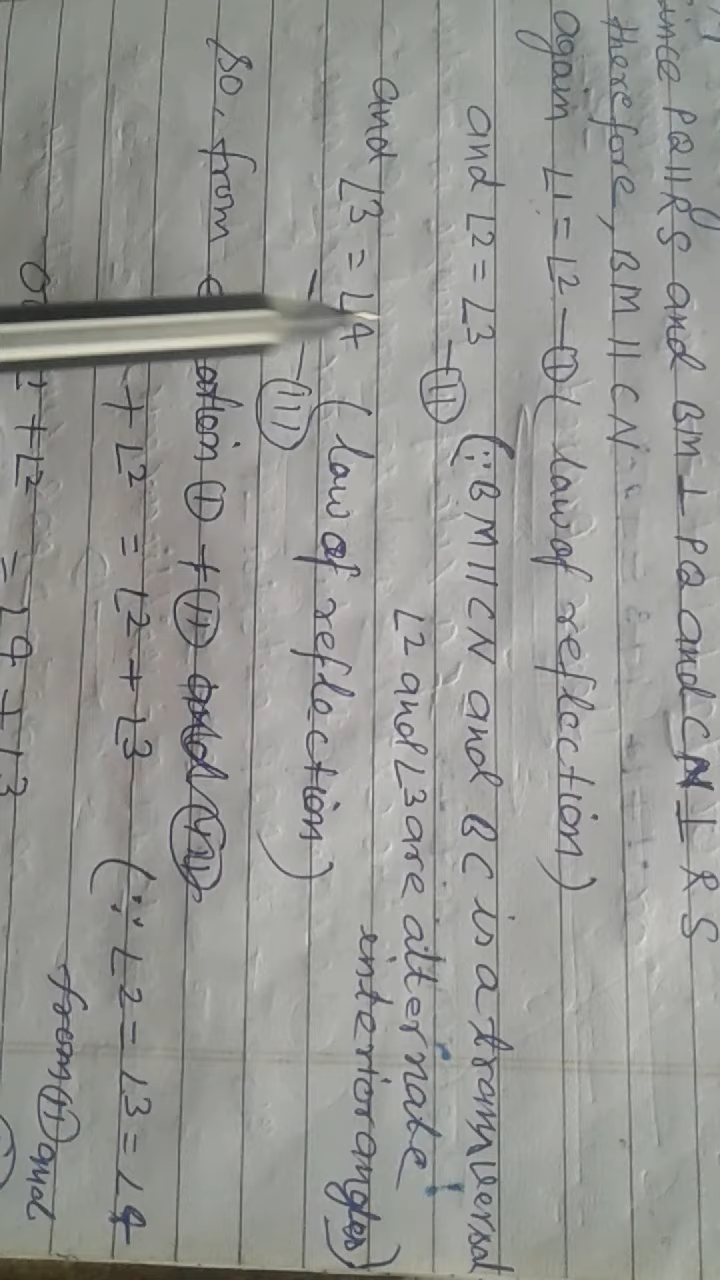 since PQ || RS and BM ⊥ PQ and CN ⊥ RS
therefore, BM || CN
again ∠1 = ∠2 - (I) (law of reflection)
and ∠2 = ∠3 - (II) (∵ BM || CN and BC is a transversal
∠2 and ∠3 are alternate
interior angles)
and ∠3 = ∠4 (law of reflection)
- (III)
so, from ation (I) + (II) and (III)
+ ∠2 = ∠2 + ∠3 (∵ ∠2 = ∠3 = ∠4
from (II) and
+ ∠2 = ∠4 + ∠3